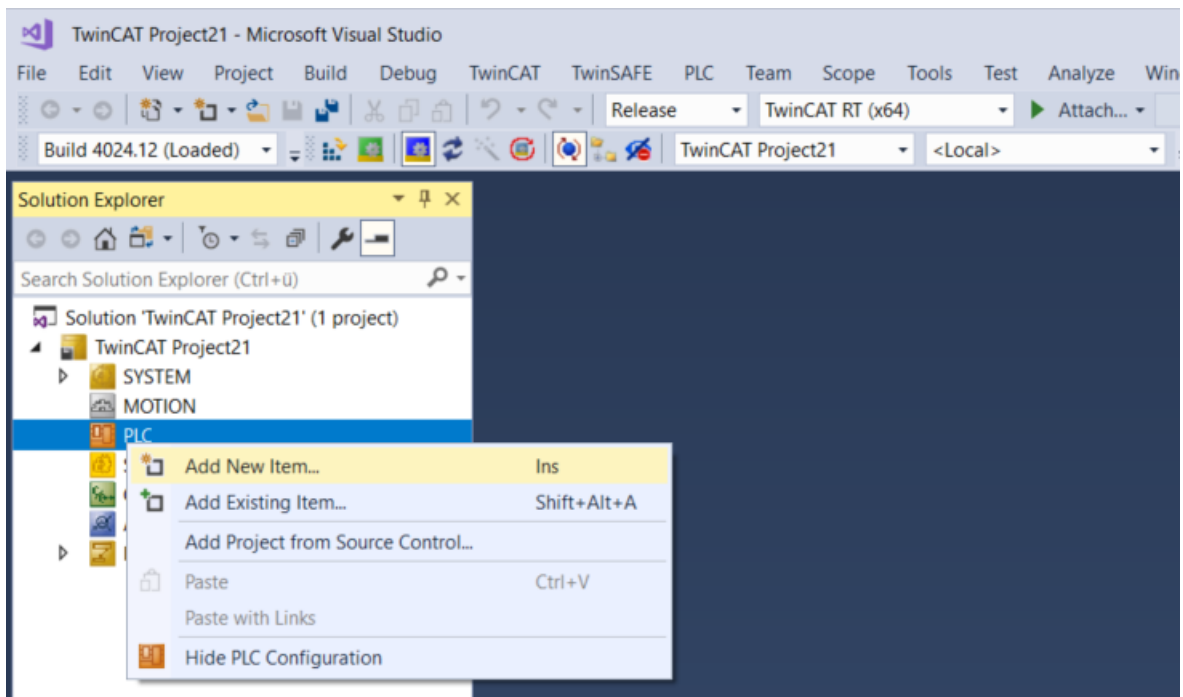 TwinCAT Project21 - Microsoft Visual Studio
File Edit View Project Build Debug TwinCAT TwinSAFE PLC Team Scope Tools Test Analyze Win
Release TwinCAT RT (x64) Attach...
Build 4024.12 (Loaded) TwinCAT Project21 <Local>
Solution Explorer
Search Solution Explorer (Ctrl+ü)
Solution 'TwinCAT Project21' (1 project)
TwinCAT Project21
SYSTEM
MOTION
PLC
Add New Item... Ins
Add Existing Item... Shift+Alt+A
Add Project from Source Control...
Paste Ctrl+V
Paste with Links
Hide PLC Configuration